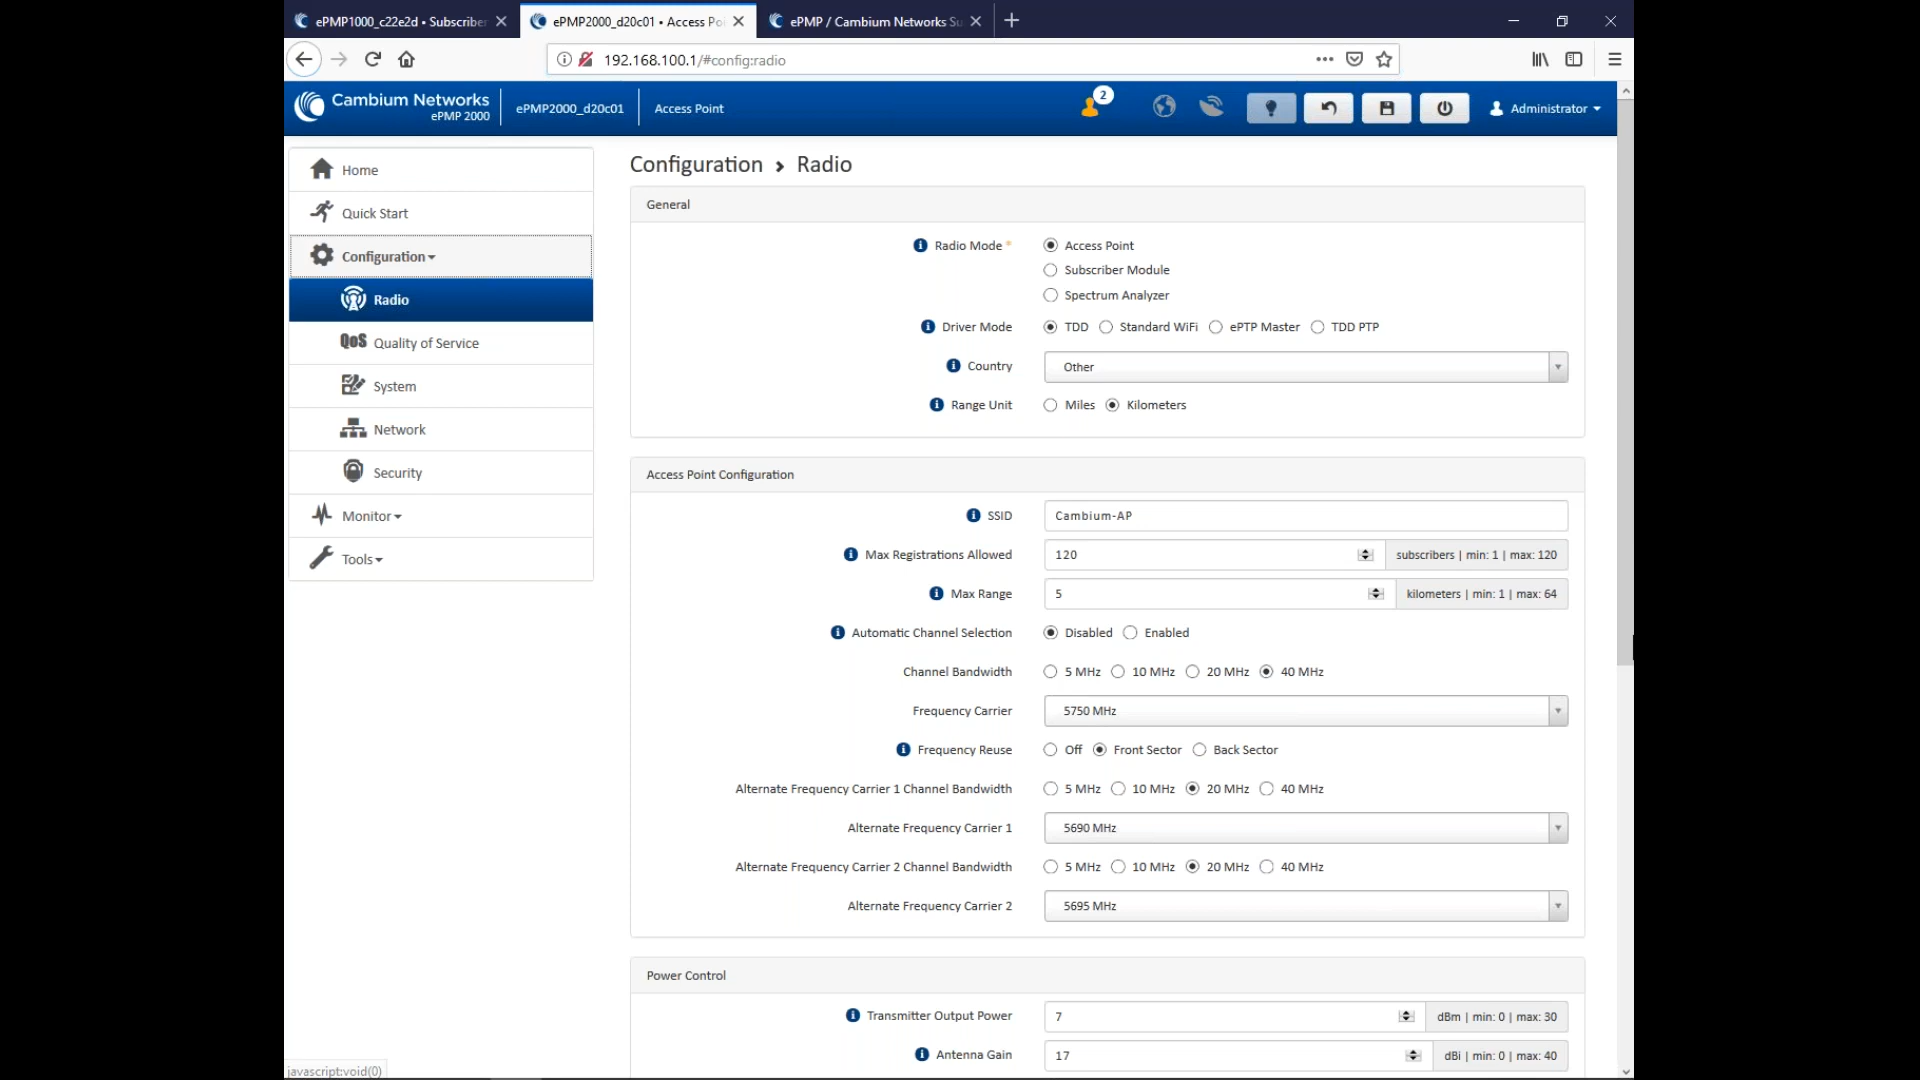 ePMP1000_c22e2d • Subscriber
ePMP2000_d20c01 • Access Poi
ePMP / Cambium Networks Su
192.168.100.1/#config:radio
Cambium Networks
ePMP 2000
ePMP2000_d20c01
Access Point
2
Administrator
Home
Quick Start
Configuration
Radio
QoS Quality of Service
System
Network
Security
Monitor
Tools
Configuration > Radio
General
Radio Mode * Access Point
Subscriber Module
Spectrum Analyzer
Driver Mode TDD Standard WiFi ePTP Master TDD PTP
Country Other
Range Unit Miles Kilometers
Access Point Configuration
SSID Cambium-AP
Max Registrations Allowed 120 subscribers | min: 1 | max: 120
Max Range 5 kilometers | min: 1 | max: 64
Automatic Channel Selection Disabled Enabled
Channel Bandwidth 5 MHz 10 MHz 20 MHz 40 MHz
Frequency Carrier 5750 MHz
Frequency Reuse Off Front Sector Back Sector
Alternate Frequency Carrier 1 Channel Bandwidth 5 MHz 10 MHz 20 MHz 40 MHz
Alternate Frequency Carrier 1 5690 MHz
Alternate Frequency Carrier 2 Channel Bandwidth 5 MHz 10 MHz 20 MHz 40 MHz
Alternate Frequency Carrier 2 5695 MHz
Power Control
Transmitter Output Power 7 dBm | min: 0 | max: 30
Antenna Gain 17 dBi | min: 0 | max: 40
javascript:void(0)